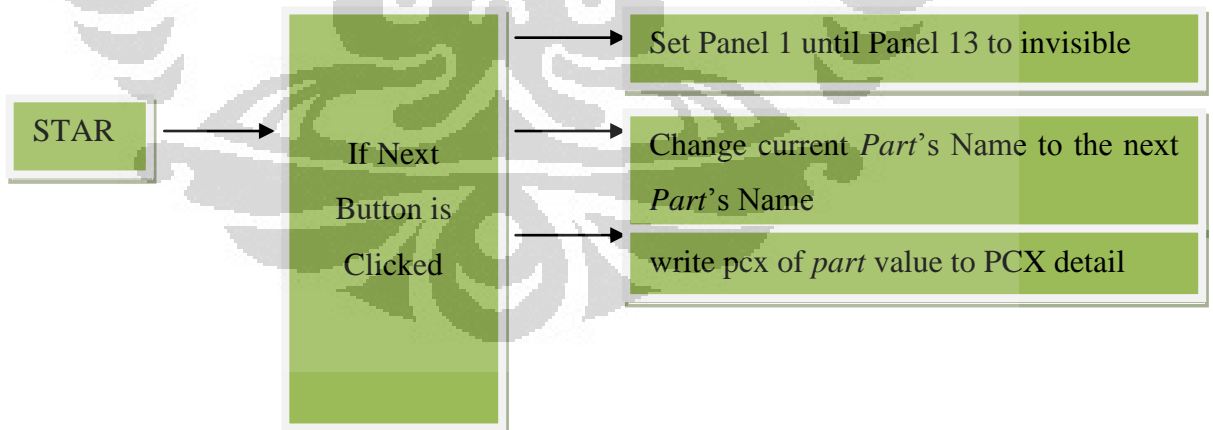 Set Panel 1 until Panel 13 to invisible
STAR
If Next
Button is
Clicked
Change current Part's Name to the next
Part's Name
write pcx of part value to PCX detail